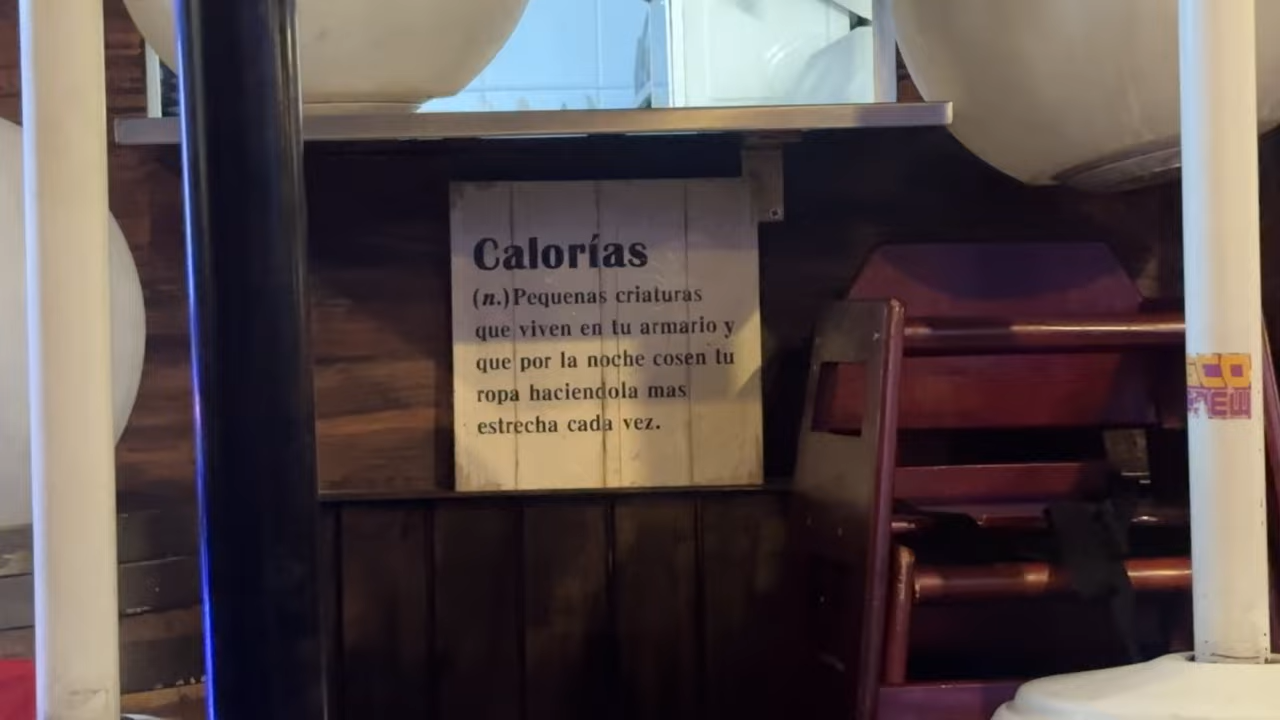 Calorías
(n.)Pequenas criaturas
que viven en tu armario y
que por la noche cosen tu
ropa haciendola mas
estrecha cada vez.